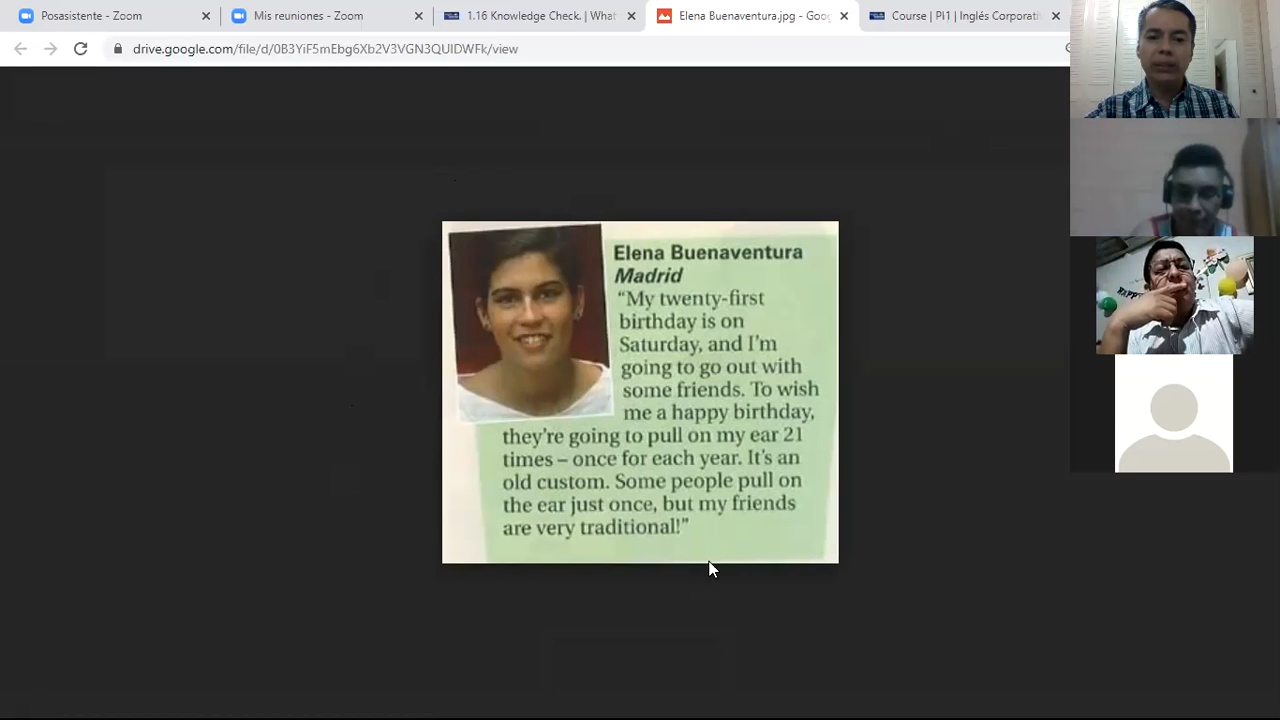 Posasistente - Zoom
Mis reuniones - Zoom
1.16 Knowledge Check. | What
Elena Buenaventura.jpg - Goo
Course | PI1 | Inglés Corporati
drive.google.com/file/d/0B3YiF5mEbg6Xb2V3VGN3QUlDWFk/view
Elena Buenaventura
Madrid
“My twenty-first
birthday is on
Saturday, and I’m
going to go out with
some friends. To wish
me a happy birthday,
they’re going to pull on my ear 21
times – once for each year. It’s an
old custom. Some people pull on
the ear just once, but my friends
are very traditional!”